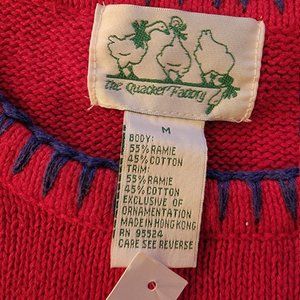 the Quacker Factory
M
BODY:
55% RAMIE
45% COTTON
TRIM:
55% RAMIE
45% COTTON
EXCLUSIVE OF
ORNAMENTATION
MADE IN HONG KONG
RN 95524
CARE SEE REVERSE